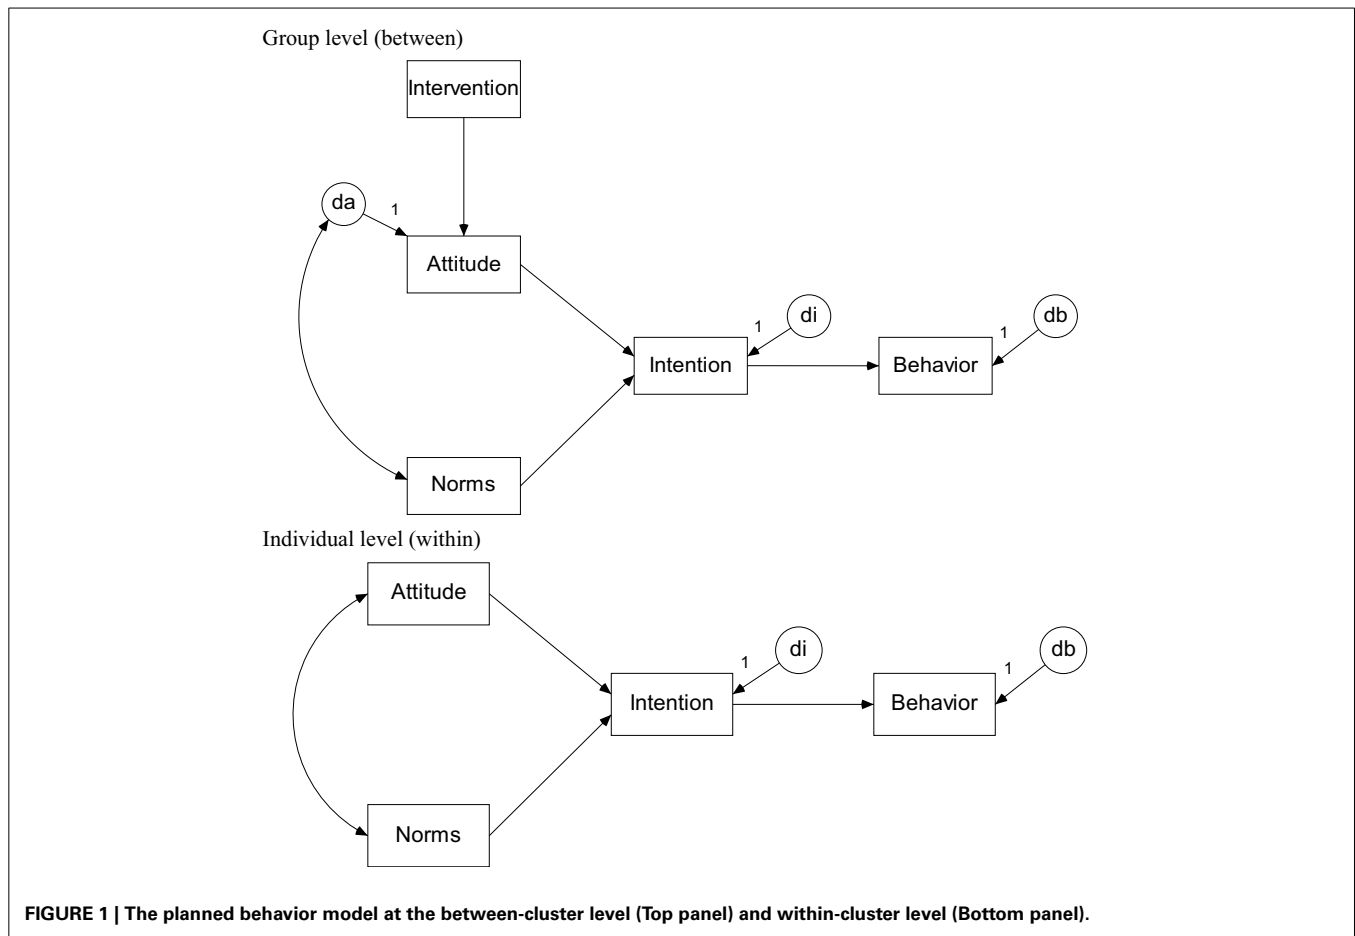 Group level (between)
Intervention
da
1
Attitude
di
1
db
1
Intention
Behavior
Norms
Individual level (within)
Attitude
di
1
db
1
Intention
Behavior
Norms
FIGURE 1 | The planned behavior model at the between-cluster level (Top panel) and within-cluster level (Bottom panel).